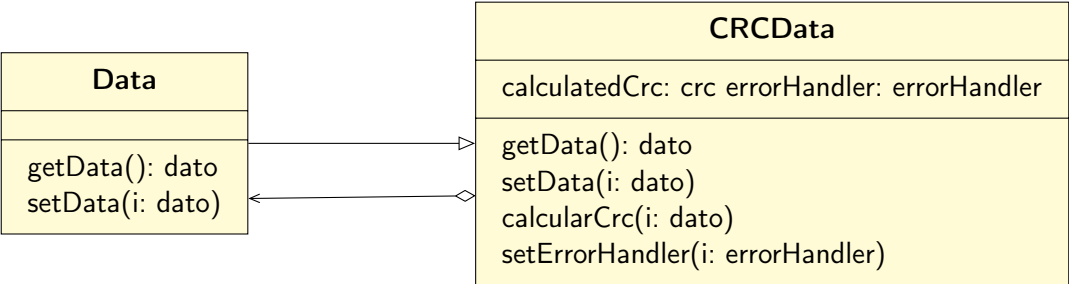 Data
getData(): dato
setData(i: dato)
CRCData
calculatedCrc: crc errorHandler: errorHandler
getData(): dato
setData(i: dato)
calcularCrc(i: dato)
setErrorHandler(i: errorHandler)